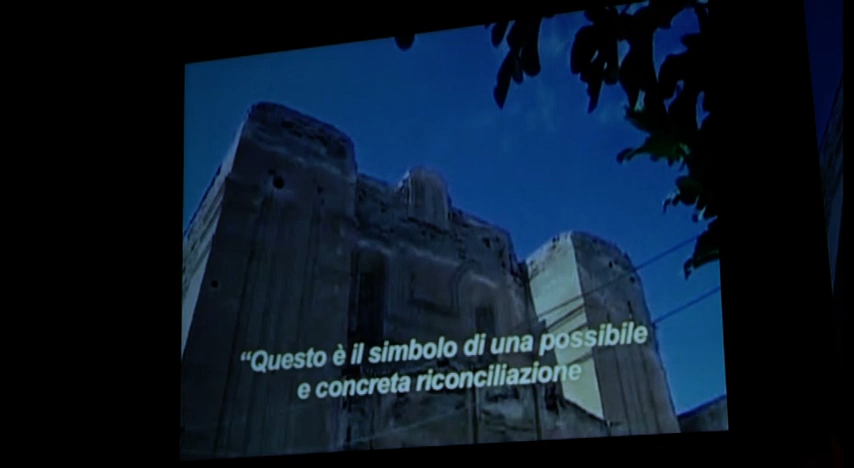 “Questo è il simbolo di una possibile
e concreta riconciliazione